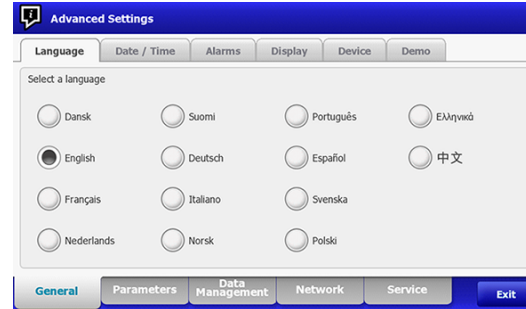 Advanced Settings
Language Date / Time Alarms Display Device Demo
Select a language
Dansk Suomi Português Ελληνικά
English Deutsch Español 中文
Français Italiano Svenska
Nederlands Norsk Polski
General Parameters Data Management Network Service Exit